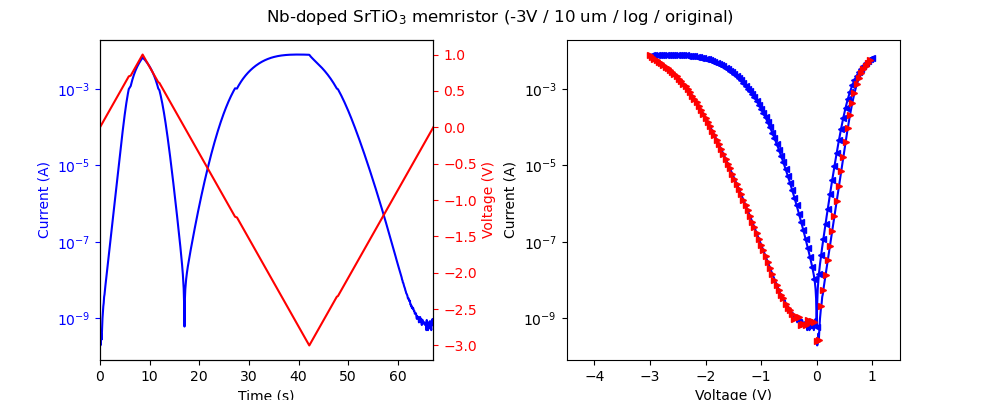 Nb-doped SrTiO₃ memristor (-3V / 10 um / log / original)
Current (A)
10⁻³
10⁻⁵
10⁻⁷
10⁻⁹
0 10 20 30 40 50 60
Time (s)
1.0
0.5
0.0
−0.5
−1.0
−1.5
−2.0
−2.5
−3.0
Voltage (V)
Current (A)
10⁻³
10⁻⁵
10⁻⁷
10⁻⁹
−4 −3 −2 −1 0 1
Voltage (V)